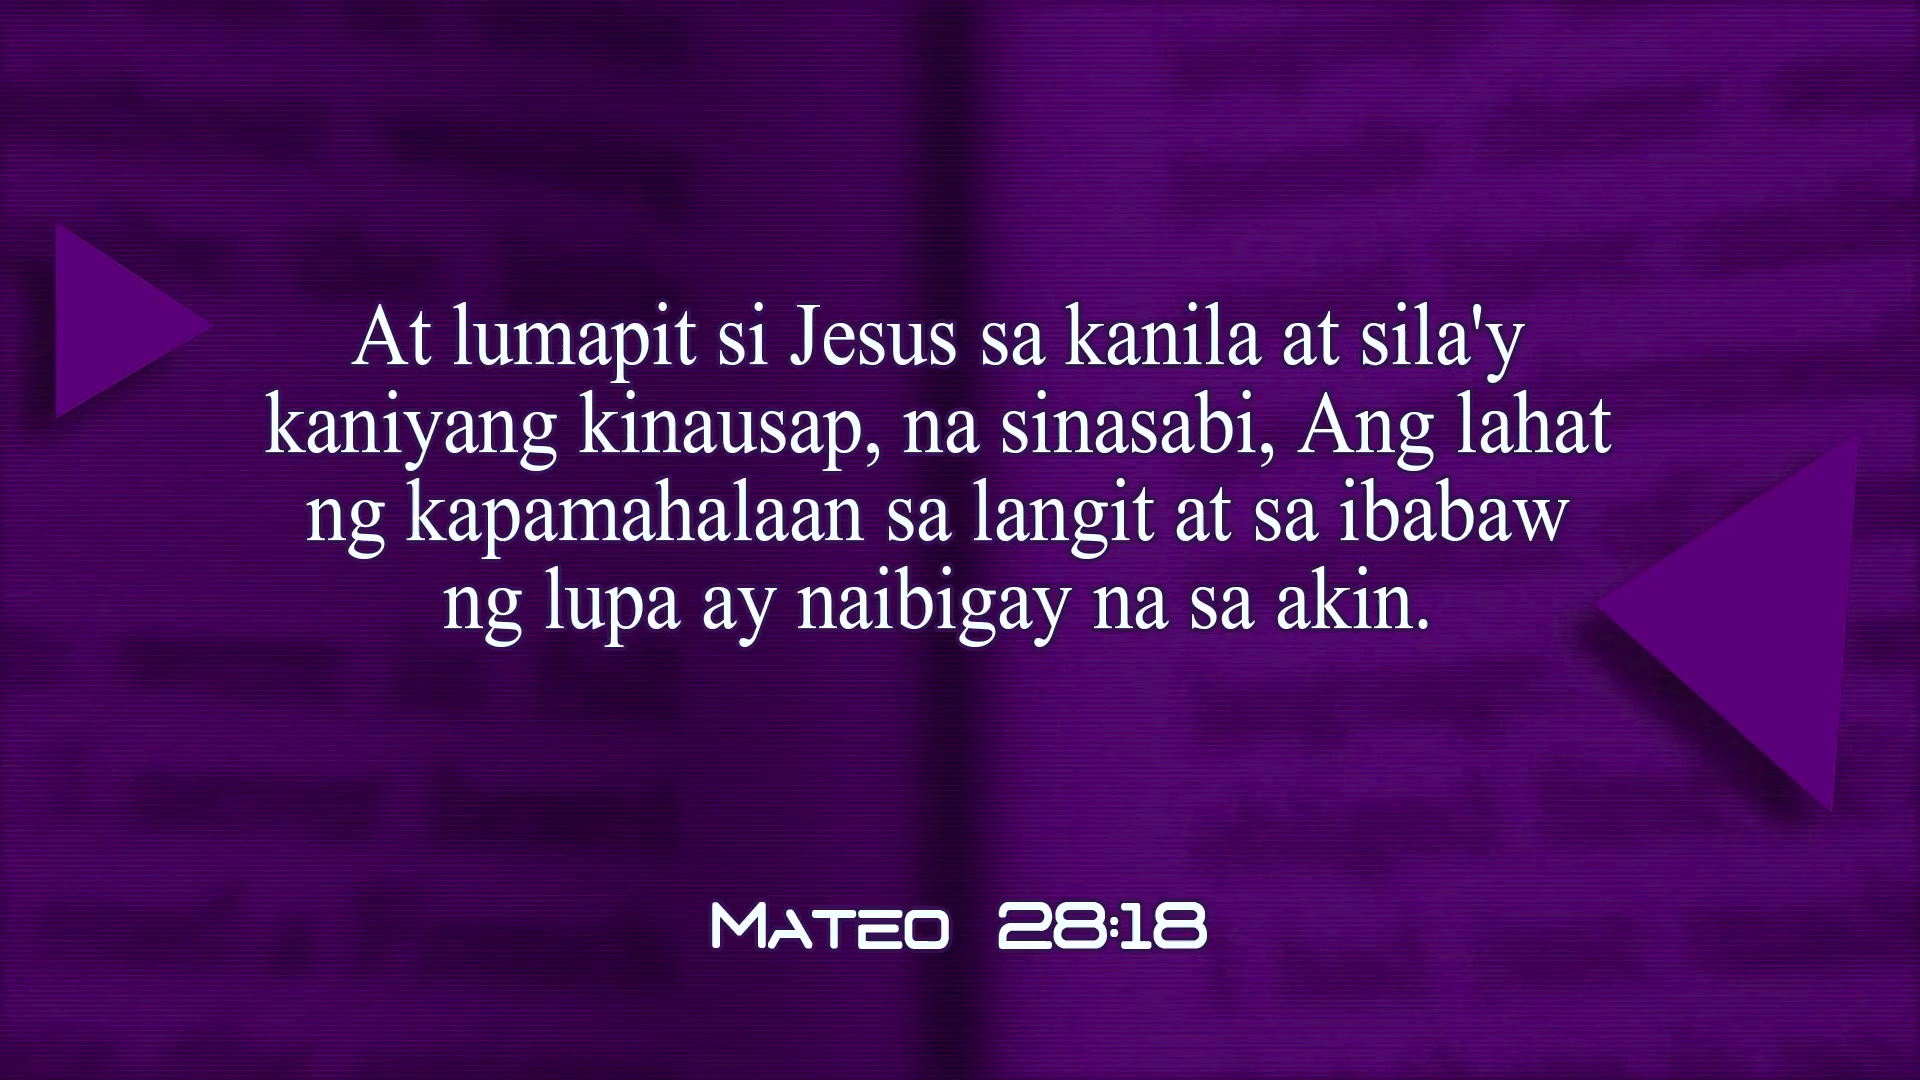 At lumapit si Jesus sa kanila at sila'y
kaniyang kinausap, na sinasabi, Ang lahat
ng kapamahalaan sa langit at sa ibabaw
ng lupa ay naibigay na sa akin.
Mateo 28:18